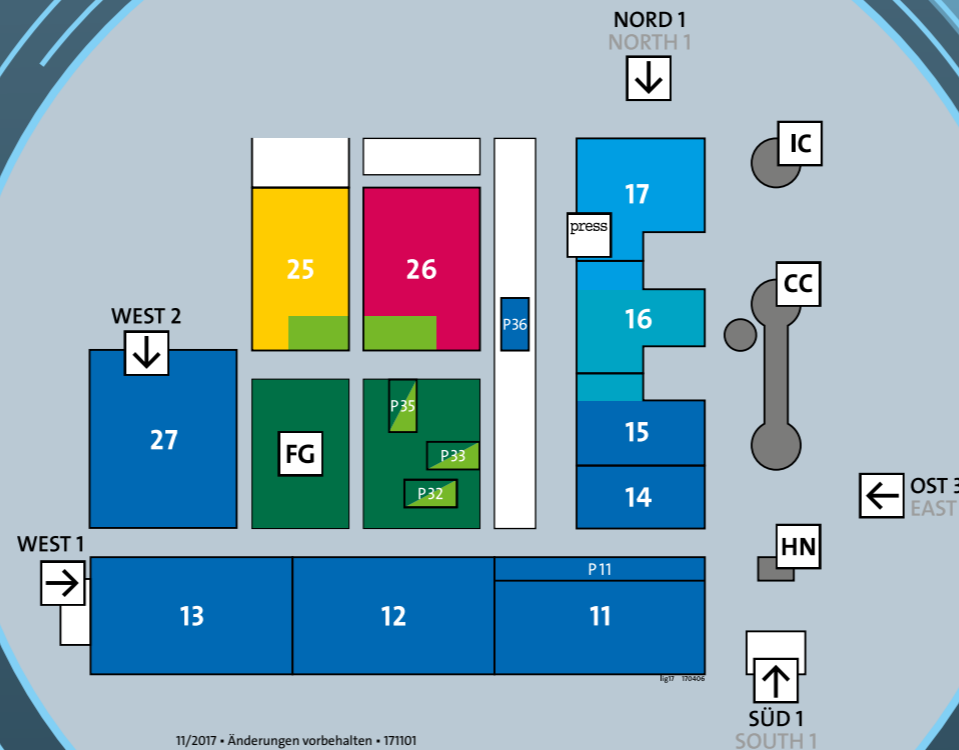 NORD 1
NORTH 1
IC
17
press
25
26
CC
WEST 2
P36
16
P35
27
FG
P33
15
P32
14
OST 3
EAST
WEST 1
HN
P11
13
12
11
lig17 170406
SÜD 1
SOUTH 1
11/2017 • Änderungen vorbehalten • 171101